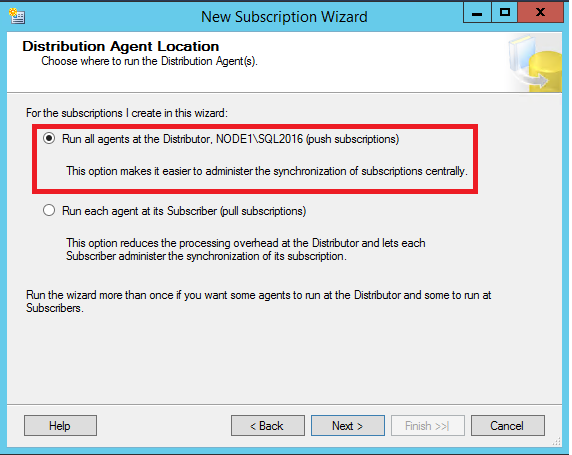 New Subscription Wizard
Distribution Agent Location
Choose where to run the Distribution Agent(s).
For the subscriptions I create in this wizard:
Run all agents at the Distributor, NODE1\SQL2016 (push subscriptions)
This option makes it easier to administer the synchronization of subscriptions centrally.
Run each agent at its Subscriber (pull subscriptions)
This option reduces the processing overhead at the Distributor and lets each
Subscriber administer the synchronization of its subscription.
Run the wizard more than once if you want some agents to run at the Distributor and some to run at
Subscribers.
Help
< Back
Next >
Finish >>|
Cancel